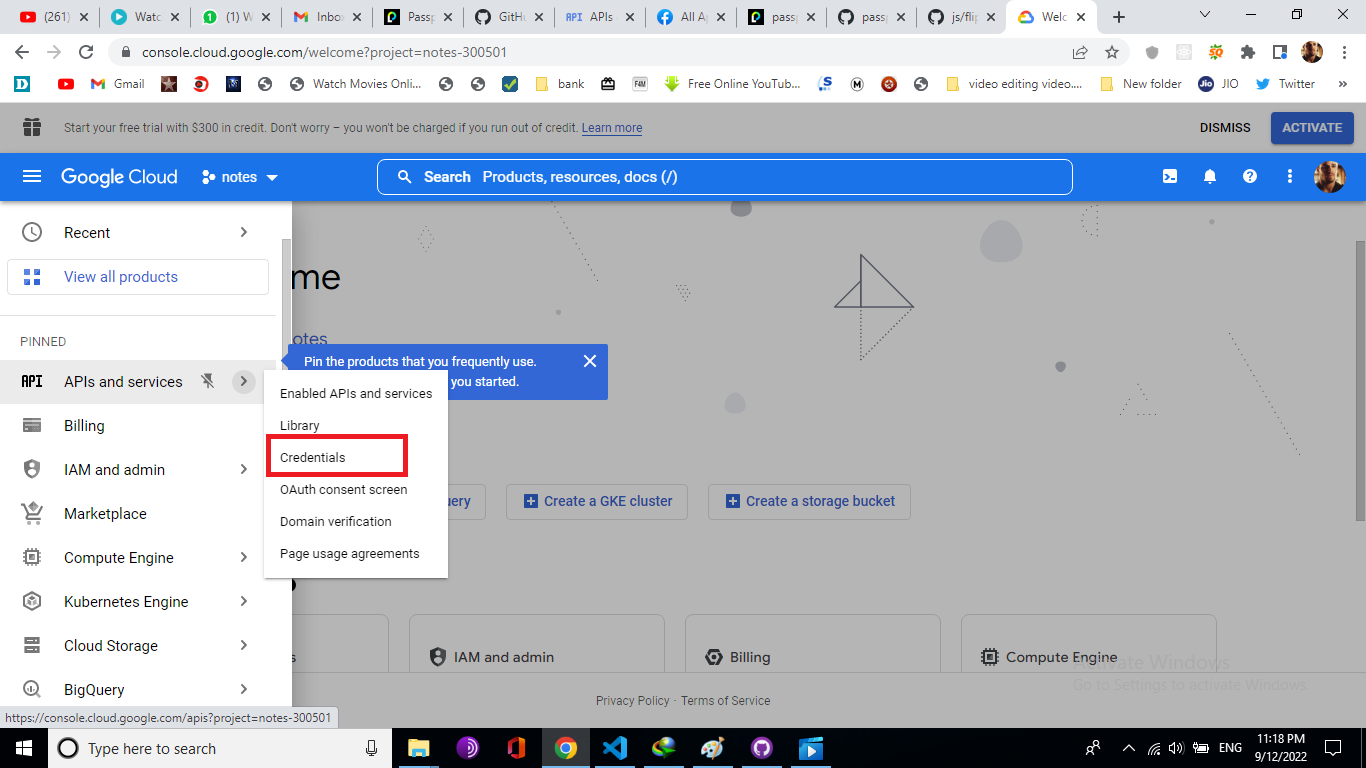 (261)
Watc
(1) W
Inbox
Passp
GitHu
APIs
All Ap
passp
passp
js/flip
Welc
console.cloud.google.com/welcome?project=notes-300501
Gmail
Watch Movies Onli...
bank
Free Online YouTub...
video editing video....
New folder
JIO
Twitter
»
Start your free trial with $300 in credit. Don't worry – you won't be charged if you run out of credit. Learn more
DISMISS
ACTIVATE
Google Cloud
notes
Search Products, resources, docs (/)
Recent
View all products
PINNED
me
otes
Pin the products that you frequently use.
you started.
API APIs and services
Billing
IAM and admin
Marketplace
Compute Engine
Kubernetes Engine
Cloud Storage
BigQuery
Enabled APIs and services
Library
Credentials
OAuth consent screen
Domain verification
Page usage agreements
uery
Create a GKE cluster
Create a storage bucket
s
IAM and admin
Billing
Compute Engine
Activate Windows
Go to Settings to activate Windows.
Privacy Policy · Terms of Service
https://console.cloud.google.com/apis?project=notes-300501
Type here to search
ENG
11:18 PM
9/12/2022